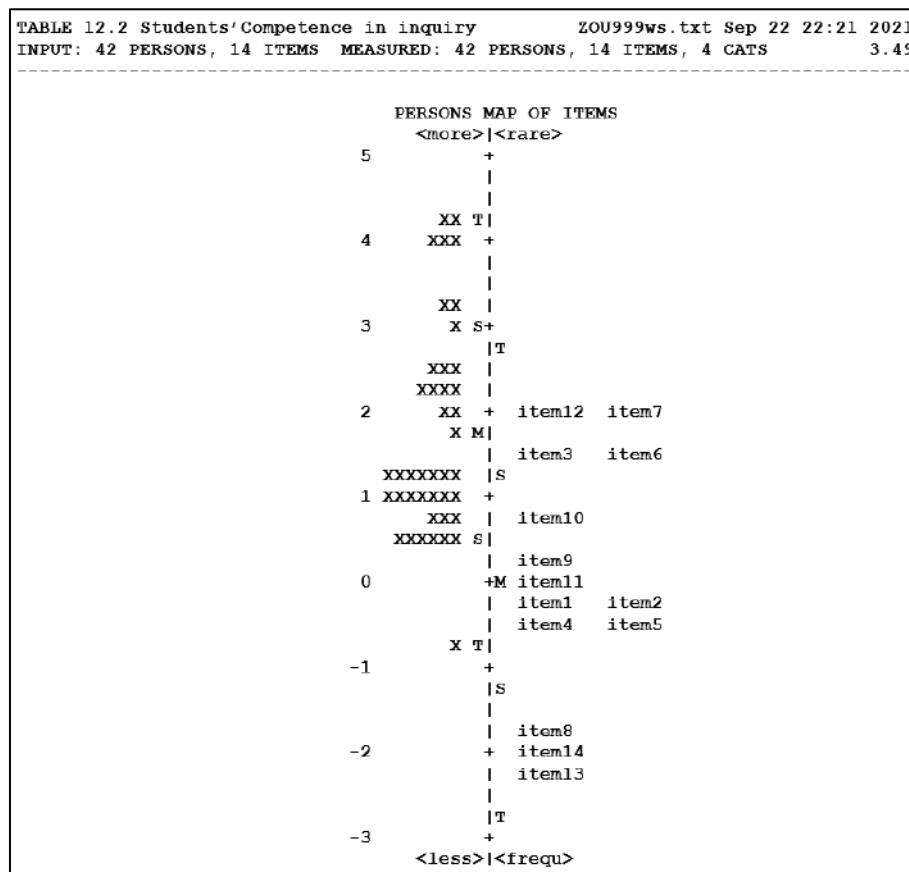 TABLE 12.2 Students'Competence in inquiry ZOU999ws.txt Sep 22 22:21 2021
INPUT: 42 PERSONS, 14 ITEMS MEASURED: 42 PERSONS, 14 ITEMS, 4 CATS 3.49
--------------------------------------------------------------------------------
PERSONS MAP OF ITEMS
<more>|<rare>
5 +
|
|
XX T|
4 XXX +
|
|
XX |
3 X S+
|T
XXX |
XXXX |
2 XX + item12 item7
X M|
| item3 item6
XXXXXXX |S
1 XXXXXXX +
XXX | item10
XXXXXX S|
| item9
0 +M item11
| item1 item2
| item4 item5
X T|
-1 +
|S
|
| item8
-2 + item14
| item13
|
|T
-3 +
<less>|<frequ>